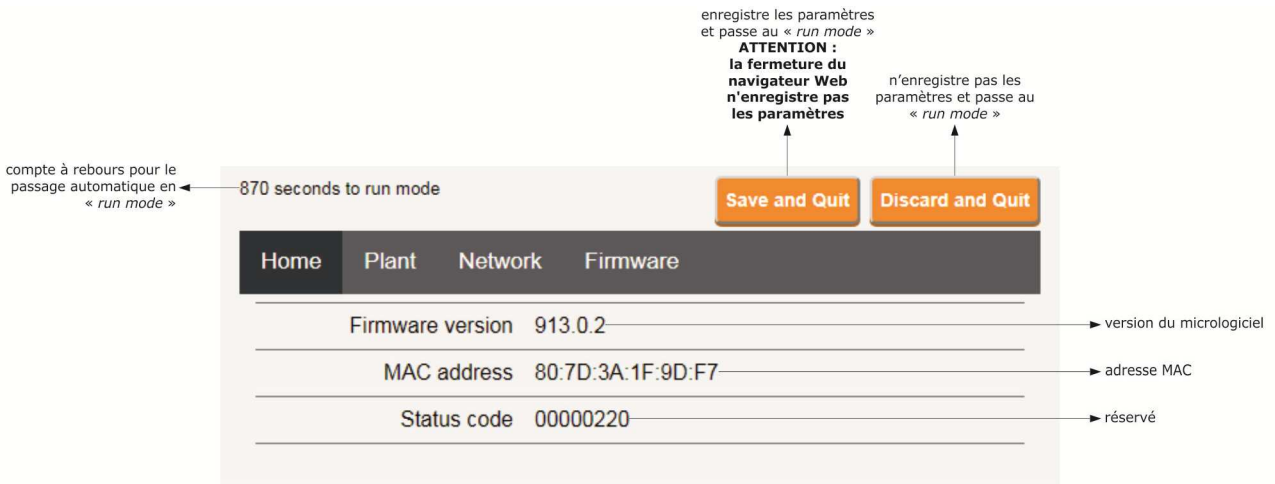 enregistre les paramètres
et passe au « run mode »
ATTENTION :
la fermeture du
navigateur Web
n'enregistre pas
les paramètres
n'enregistre pas les
paramètres et passe au
« run mode »
compte à rebours pour le
passage automatique en
« run mode »
870 seconds to run mode
Save and Quit
Discard and Quit
Home Plant Network Firmware
Firmware version 913.0.2
version du micrologiciel
MAC address 80:7D:3A:1F:9D:F7
adresse MAC
Status code 00000220
réservé